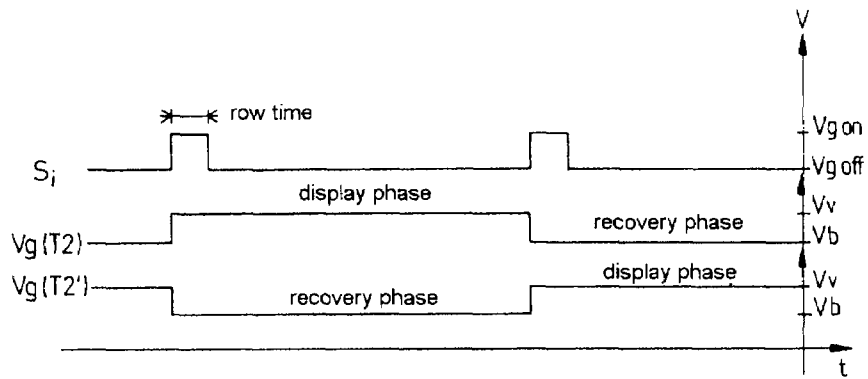 V
row time
Vg on
Si
Vg off
display phase
Vv
recovery phase
Vg(T2)
Vb
Vg(T2')
display phase
Vv
recovery phase
Vb
t